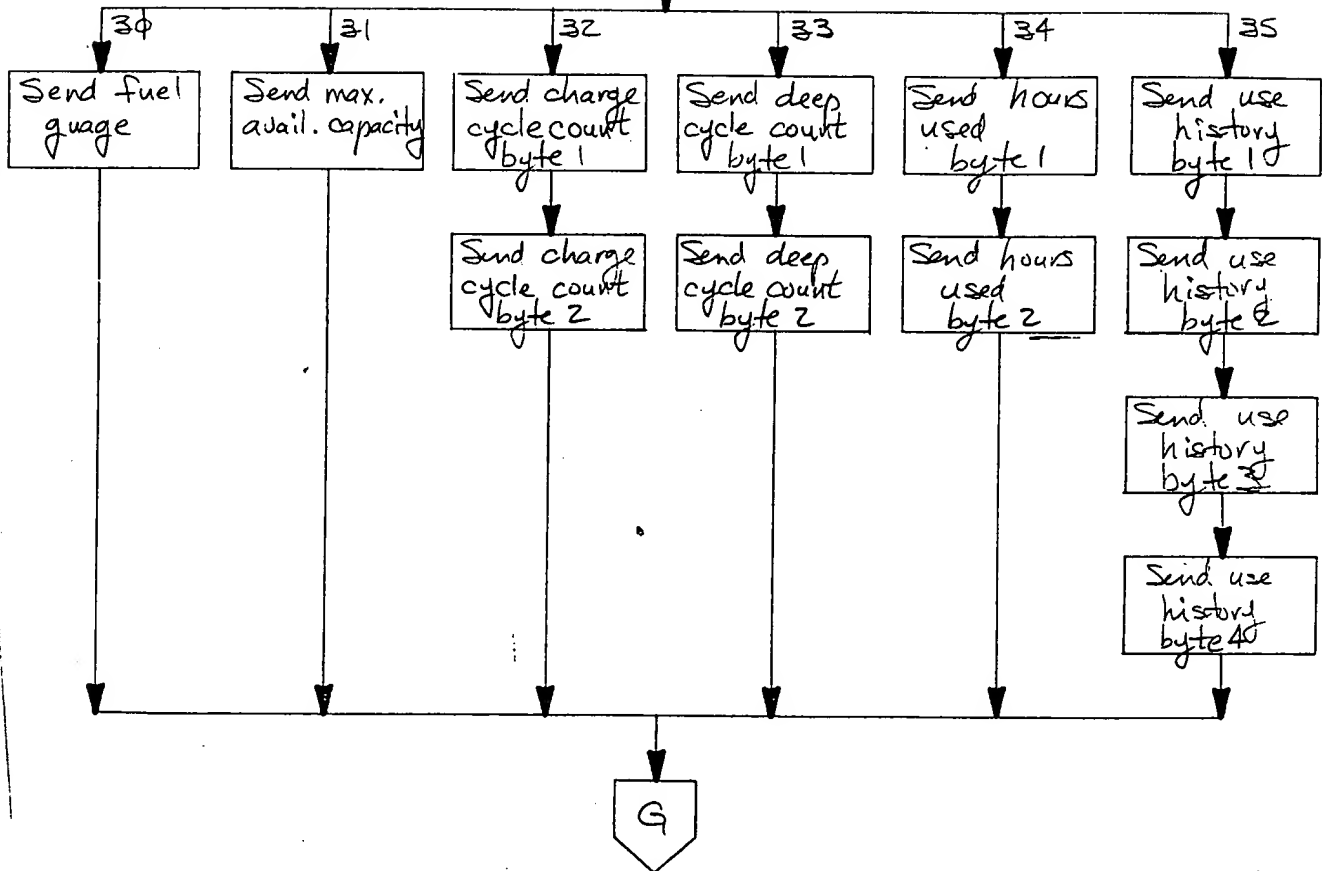 30
31
32
33
34
35
Send fuel
guage
Send max.
avail. capacity
Send charge
cycle count
byte 1
Send deep
cycle count
byte 1
Send hours
used
byte 1
Send use
history
byte 1
Send charge
cycle count
byte 2
Send deep
cycle count
byte 2
Send hours
used
byte 2
Send use
history
byte 2
Send use
history
byte 3
Send use
history
byte 4
G